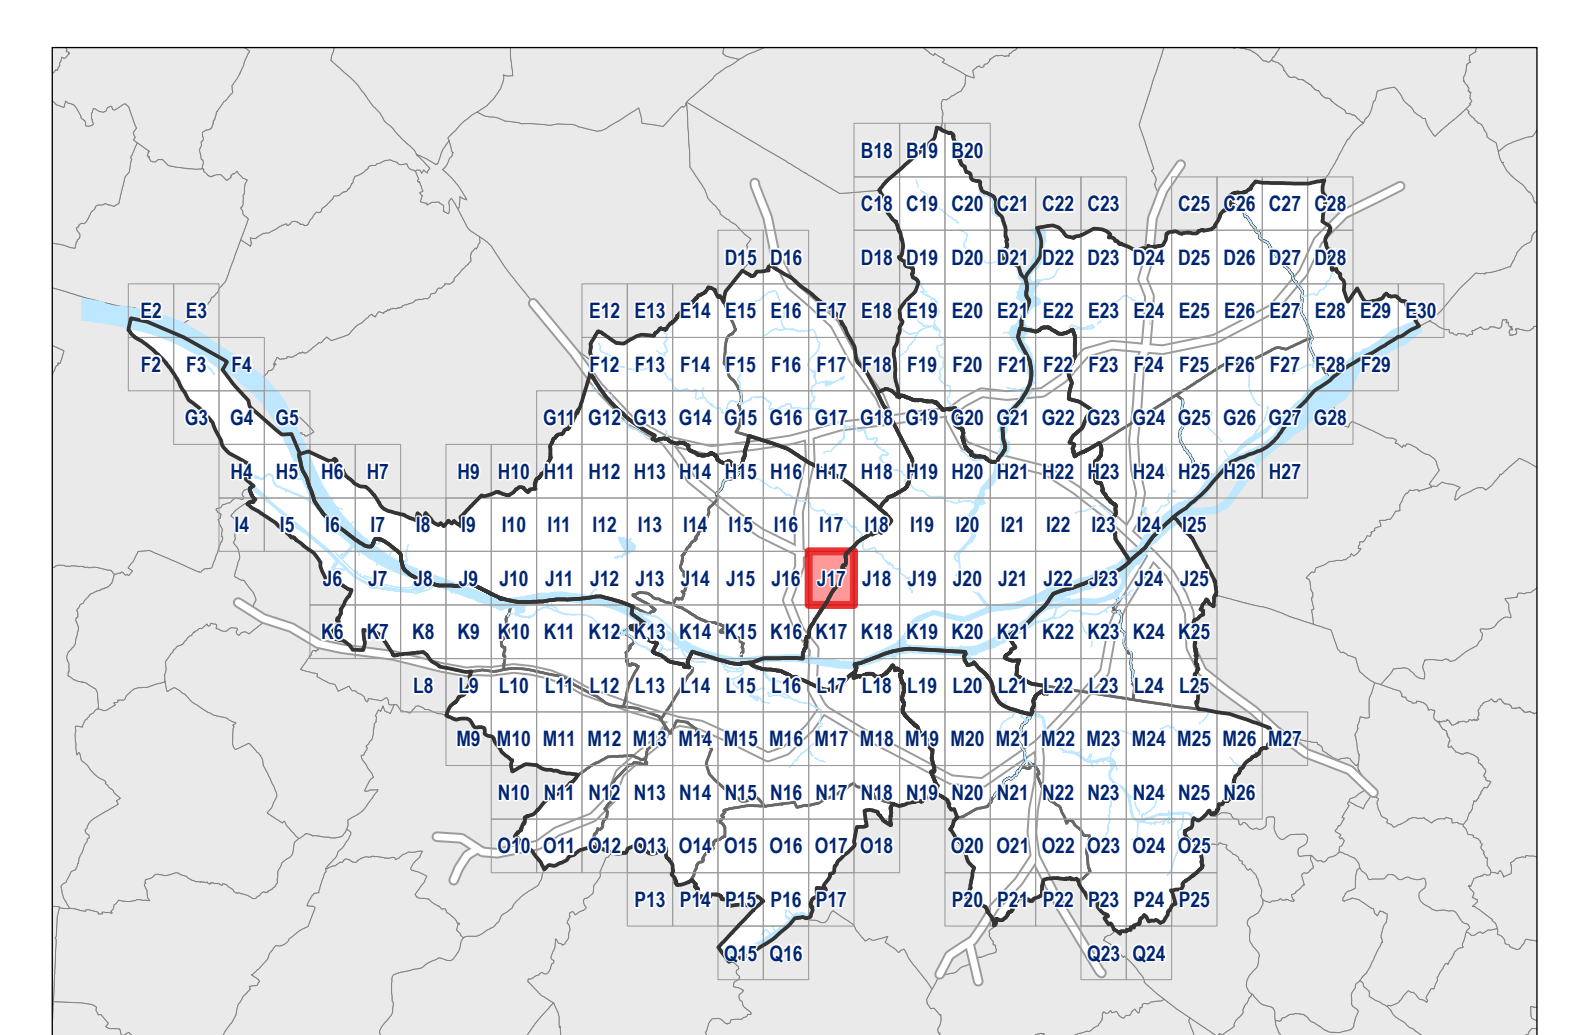 B18 B19 B20
C18 C19 C20 C21 C22 C23 C25 C26 C27 C28
D15 D16 D18 D19 D20 D21 D22 D23 D24 D25 D26 D27 D28
E2 E3 E12 E13 E14 E15 E16 E17 E18 E19 E20 E21 E22 E23 E24 E25 E26 E27 E28 E29 E30
F2 F3 F4 F12 F13 F14 F15 F16 F17 F18 F19 F20 F21 F22 F23 F24 F25 F26 F27 F28 F29
G3 G4 G5 G11 G12 G13 G14 G15 G16 G17 G18 G19 G20 G21 G22 G23 G24 G25 G26 G27 G28
H4 H5 H6 H7 H9 H10 H11 H12 H13 H14 H15 H16 H17 H18 H19 H20 H21 H22 H23 H24 H25 H26 H27
I4 I5 I6 I7 I8 I9 I10 I11 I12 I13 I14 I15 I16 I17 I18 I19 I20 I21 I22 I23 I24 I25
J6 J7 J8 J9 J10 J11 J12 J13 J14 J15 J16 J17 J18 J19 J20 J21 J22 J23 J24 J25
K6 K7 K8 K9 K10 K11 K12 K13 K14 K15 K16 K17 K18 K19 K20 K21 K22 K23 K24 K25
L8 L9 L10 L11 L12 L13 L14 L15 L16 L17 L18 L19 L20 L21 L22 L23 L24 L25
M9 M10 M11 M12 M13 M14 M15 M16 M17 M18 M19 M20 M21 M22 M23 M24 M25 M26 M27
N10 N11 N12 N13 N14 N15 N16 N17 N18 N19 N20 N21 N22 N23 N24 N25 N26
O10 O11 O12 O13 O14 O15 O16 O17 O18 O20 O21 O22 O23 O24 O25
P13 P14 P15 P16 P17 P20 P21 P22 P23 P24 P25
Q15 Q16 Q23 Q24